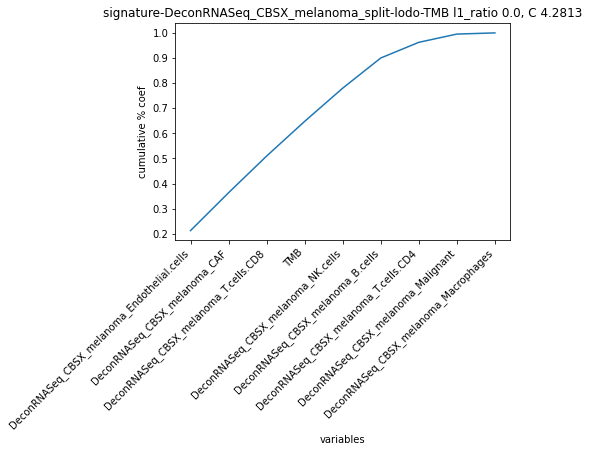 signature-DeconRNASeq_CBSX_melanoma_split-lodo-TMB l1_ratio 0.0, C 4.2813
1.0
0.9
0.8
0.7
0.6
0.5
0.4
0.3
0.2
cumulative % coef
DeconRNASeq_CBSX_melanoma_Endothelial.cells
DeconRNASeq_CBSX_melanoma_CAF
DeconRNASeq_CBSX_melanoma_T.cells.CD8
TMB
DeconRNASeq_CBSX_melanoma_NK.cells
DeconRNASeq_CBSX_melanoma_B.cells
DeconRNASeq_CBSX_melanoma_T.cells.CD4
DeconRNASeq_CBSX_melanoma_Malignant
DeconRNASeq_CBSX_melanoma_Macrophages
variables